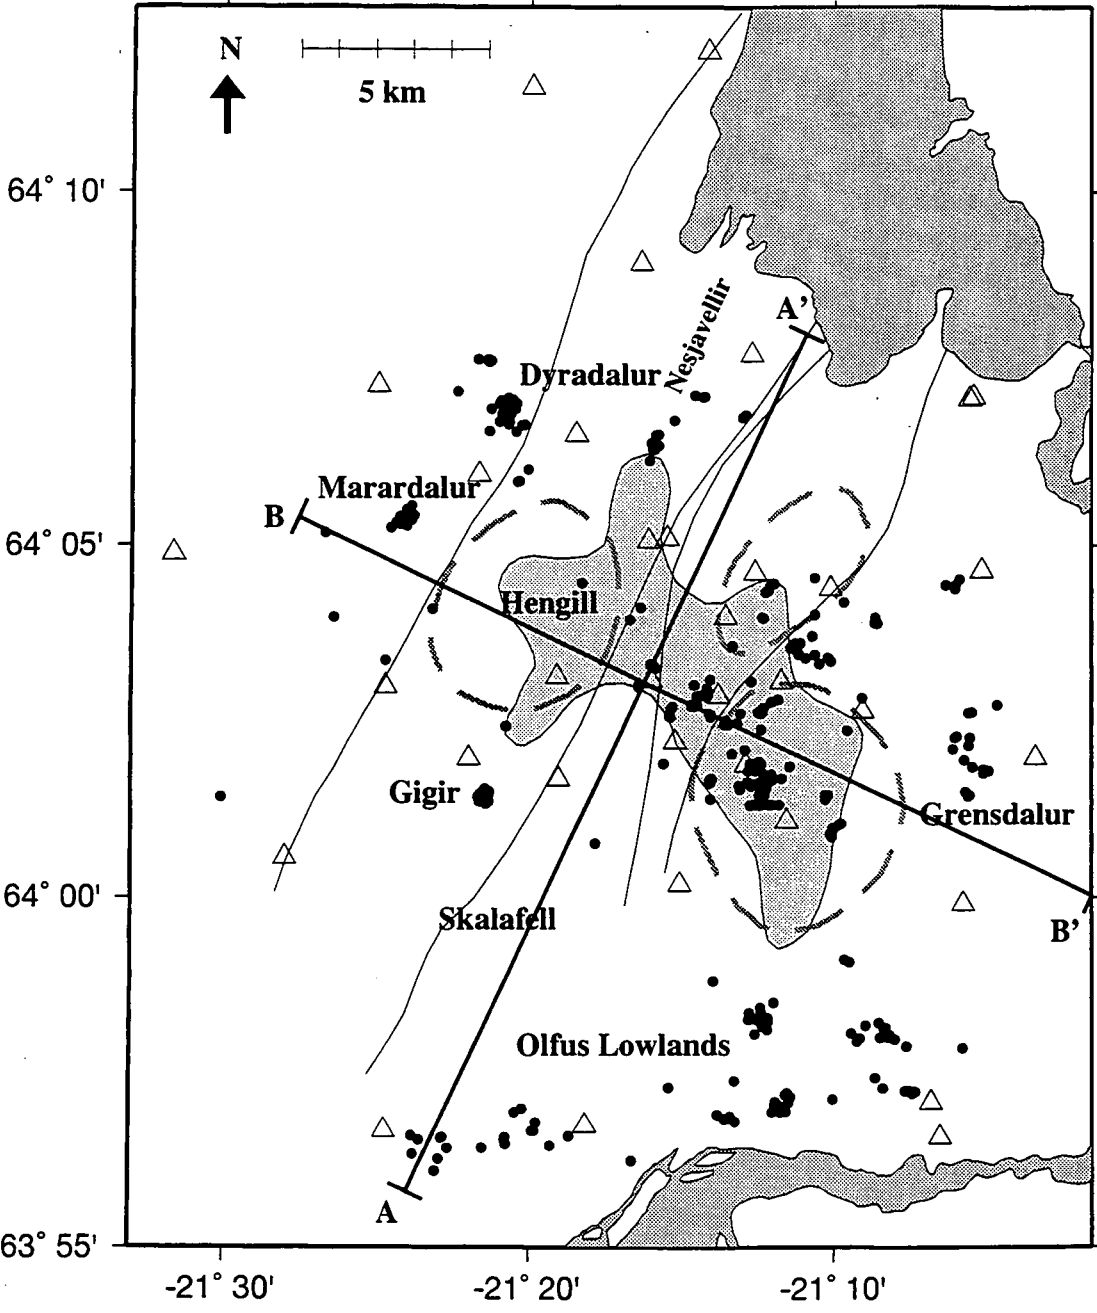 N
5 km
64° 10'
A'
Nesjavellir
Dyradalur
Marardalur
B
64° 05'
Hengill
Gigir
Grensdalur
64° 00'
Skalafell
B'
Olfus Lowlands
A
63° 55'
-21° 30'
-21° 20'
-21° 10'